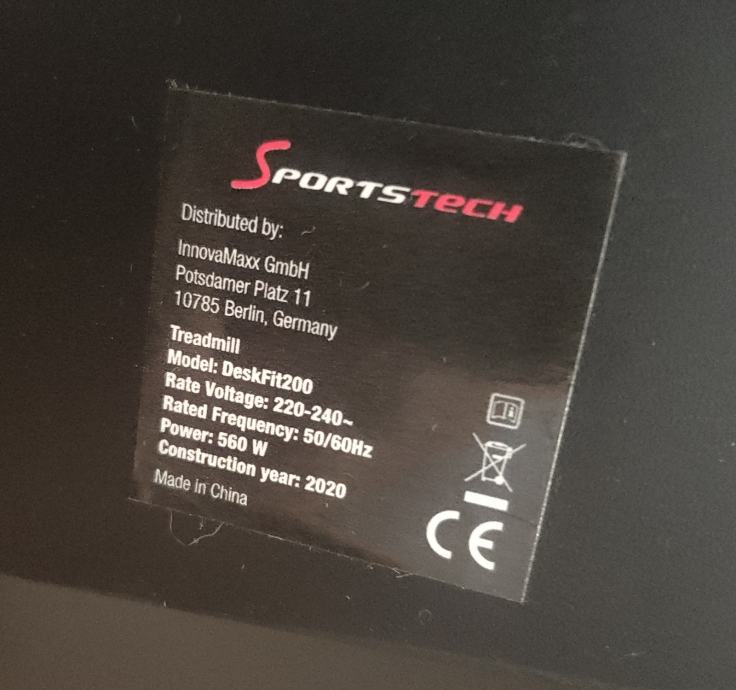 SPORTSTECH
Distributed by:
InnovaMaxx GmbH
Potsdamer Platz 11
10785 Berlin, Germany
Treadmill
Model: DeskFit200
Rate Voltage: 220-240~
Rated Frequency: 50/60Hz
Power: 560 W
Construction year: 2020
Made in China
CE